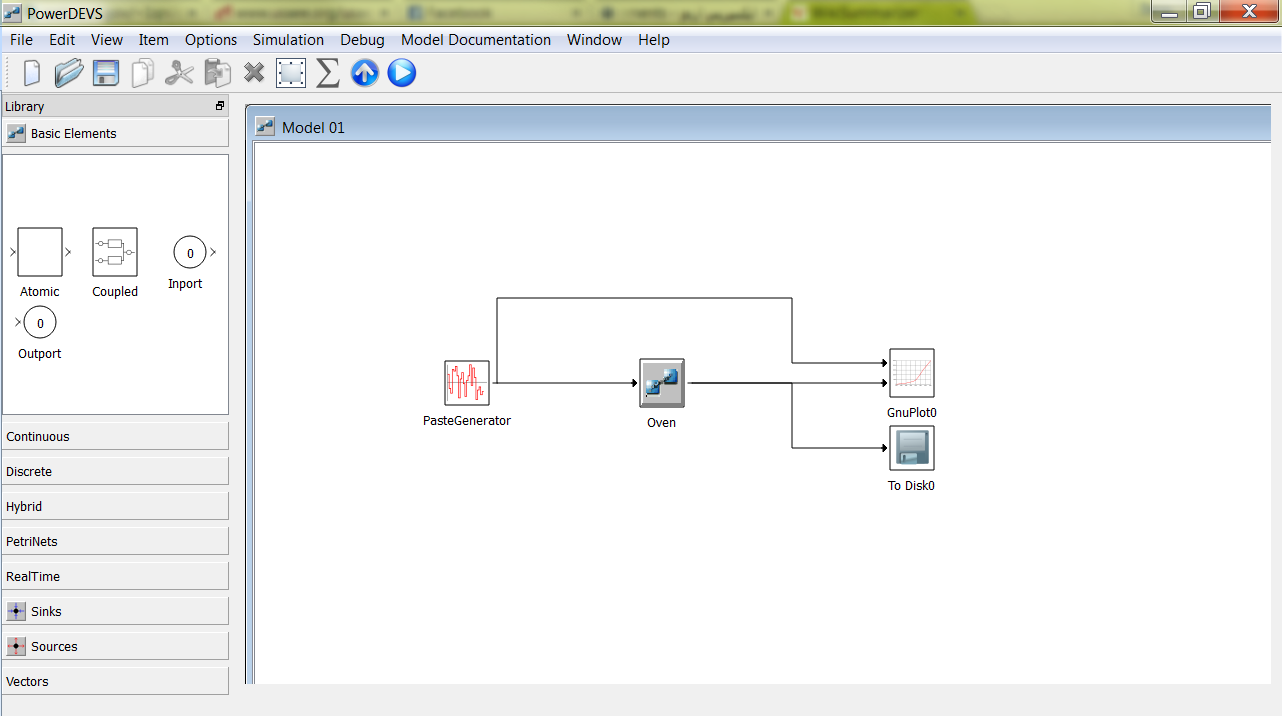 PowerDEVS
Facebook
File Edit View Item Options Simulation Debug Model Documentation Window Help
Library
Basic Elements
Model 01
0
Atomic Coupled Inport
0
Outport
Continuous
Discrete
Hybrid
PetriNets
RealTime
Sinks
Sources
Vectors
PasteGenerator
Oven
GnuPlot0
To Disk0